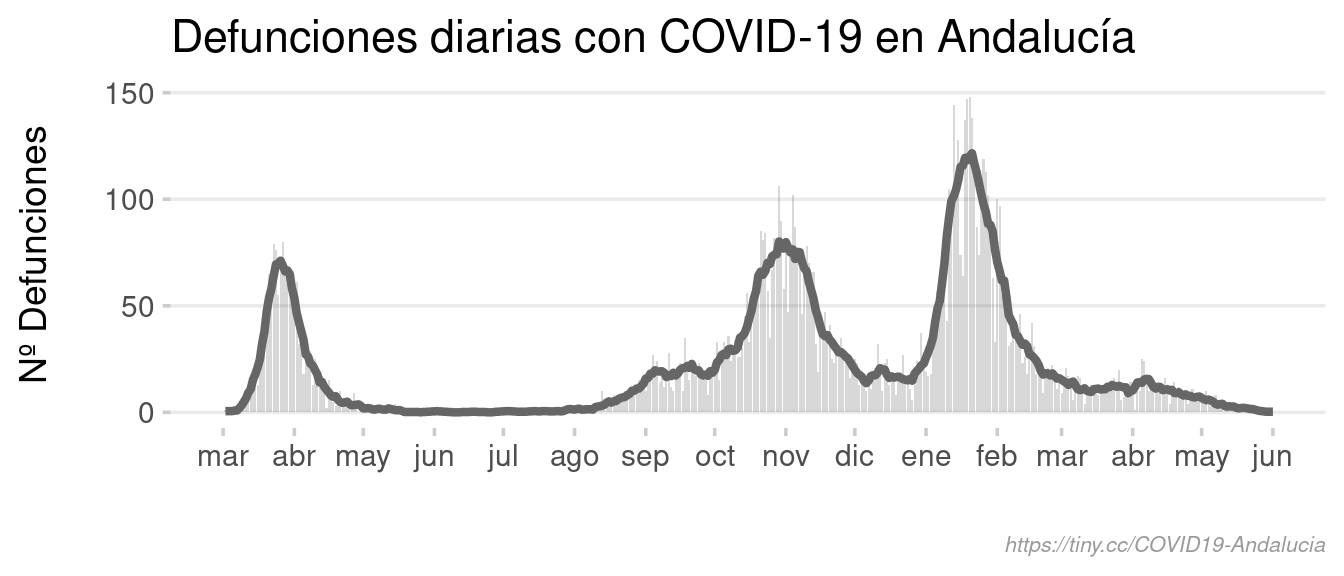 Defunciones diarias con COVID-19 en Andalucía
Nº Defunciones
150
100
50
0
mar abr may jun jul ago sep oct nov dic ene feb mar abr may jun
https://tiny.cc/COVID19-Andalucia